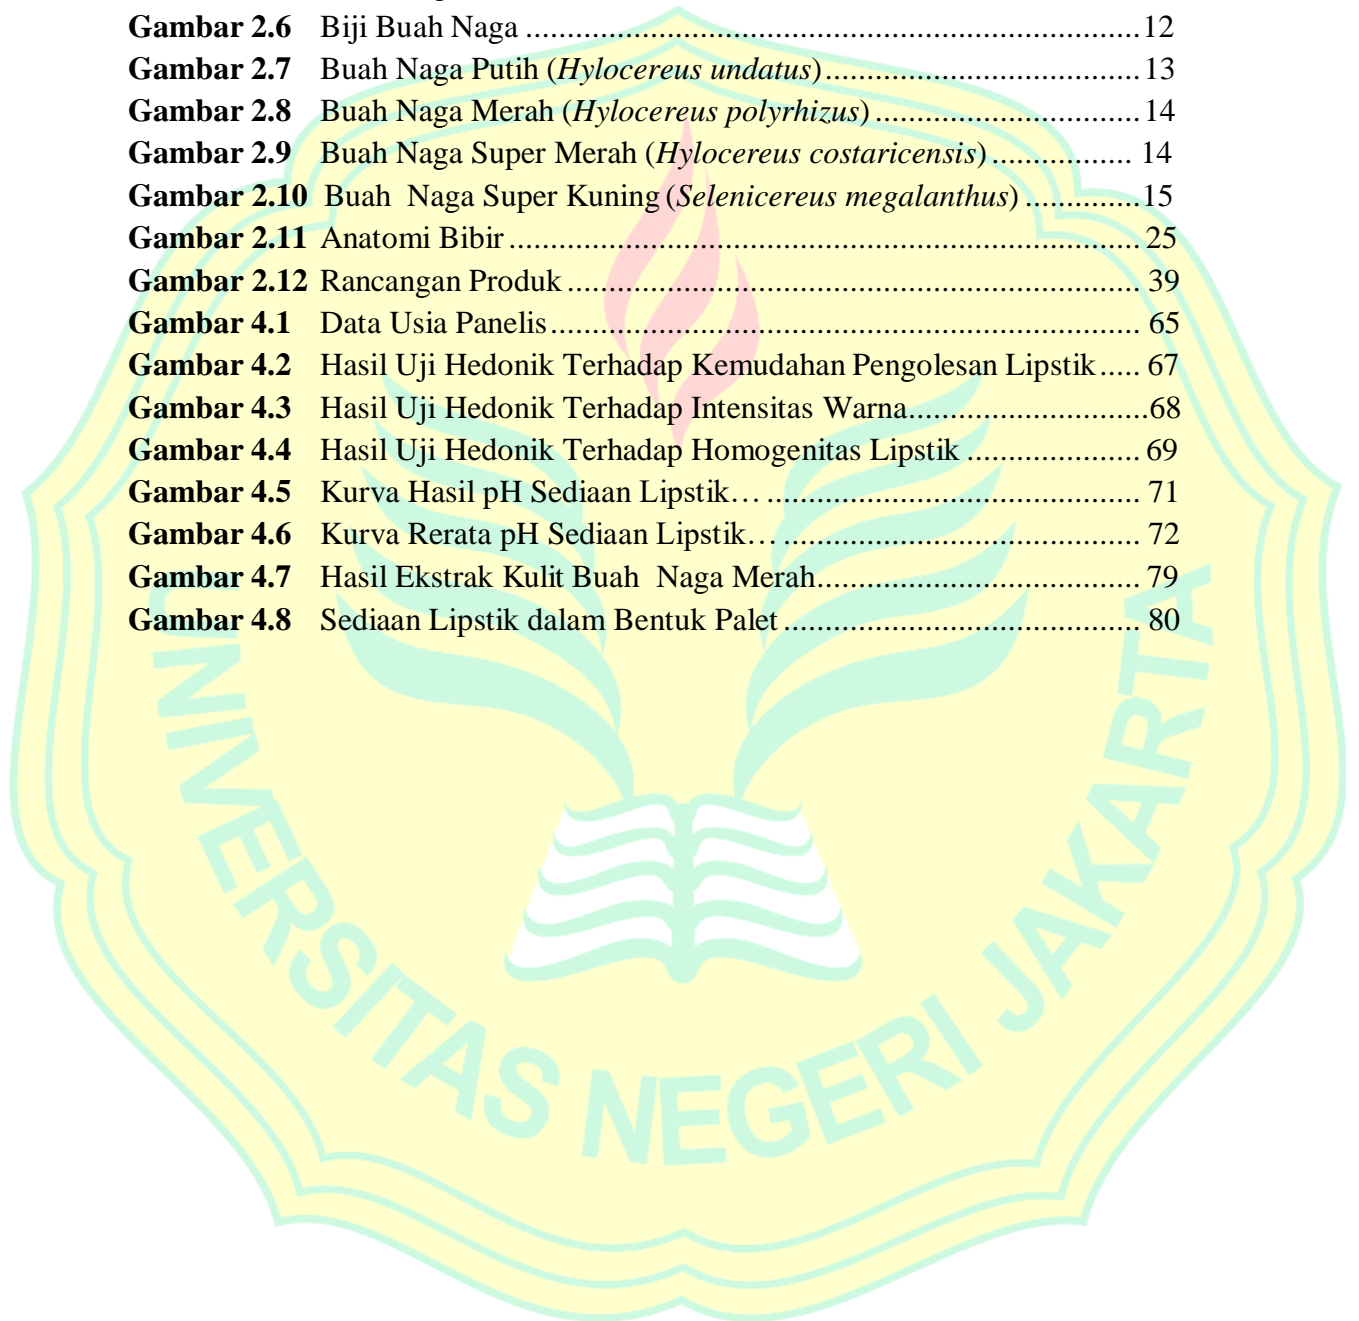 Gambar 2.6 Biji Buah Naga ............................................................................12
Gambar 2.7 Buah Naga Putih (Hylocereus undatus).......................................13
Gambar 2.8 Buah Naga Merah (Hylocereus polyrhizus) .................................14
Gambar 2.9 Buah Naga Super Merah (Hylocereus costaricensis)................. 14
Gambar 2.10 Buah Naga Super Kuning (Selenicereus megalanthus) ..............15
Gambar 2.11 Anatomi Bibir.............................................................................. 25
Gambar 2.12 Rancangan Produk ....................................................................... 39
Gambar 4.1 Data Usia Panelis......................................................................... 65
Gambar 4.2 Hasil Uji Hedonik Terhadap Kemudahan Pengolesan Lipstik..... 67
Gambar 4.3 Hasil Uji Hedonik Terhadap Intensitas Warna.............................68
Gambar 4.4 Hasil Uji Hedonik Terhadap Homogenitas Lipstik ..................... 69
Gambar 4.5 Kurva Hasil pH Sediaan Lipstik… .............................................. 71
Gambar 4.6 Kurva Rerata pH Sediaan Lipstik… ............................................ 72
Gambar 4.7 Hasil Ekstrak Kulit Buah Naga Merah........................................ 79
Gambar 4.8 Sediaan Lipstik dalam Bentuk Palet ............................................ 80
UNIVERSITAS NEGERI JAKARTA